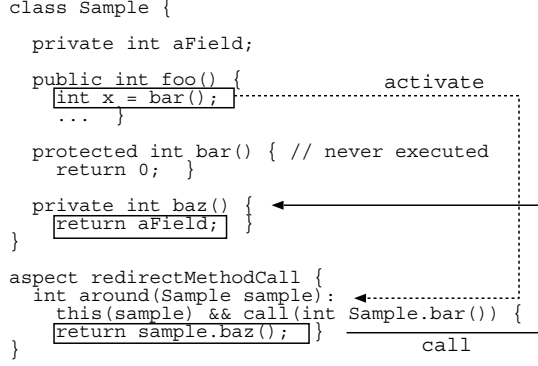 class Sample {
private int aField;
public int foo() {
activate
int x = bar();
... }
protected int bar() { // never executed
return 0; }
private int baz() {
return aField; }
}
aspect redirectMethodCall {
int around(Sample sample):
this(sample) && call(int Sample.bar()) {
return sample.baz(); }
call
}